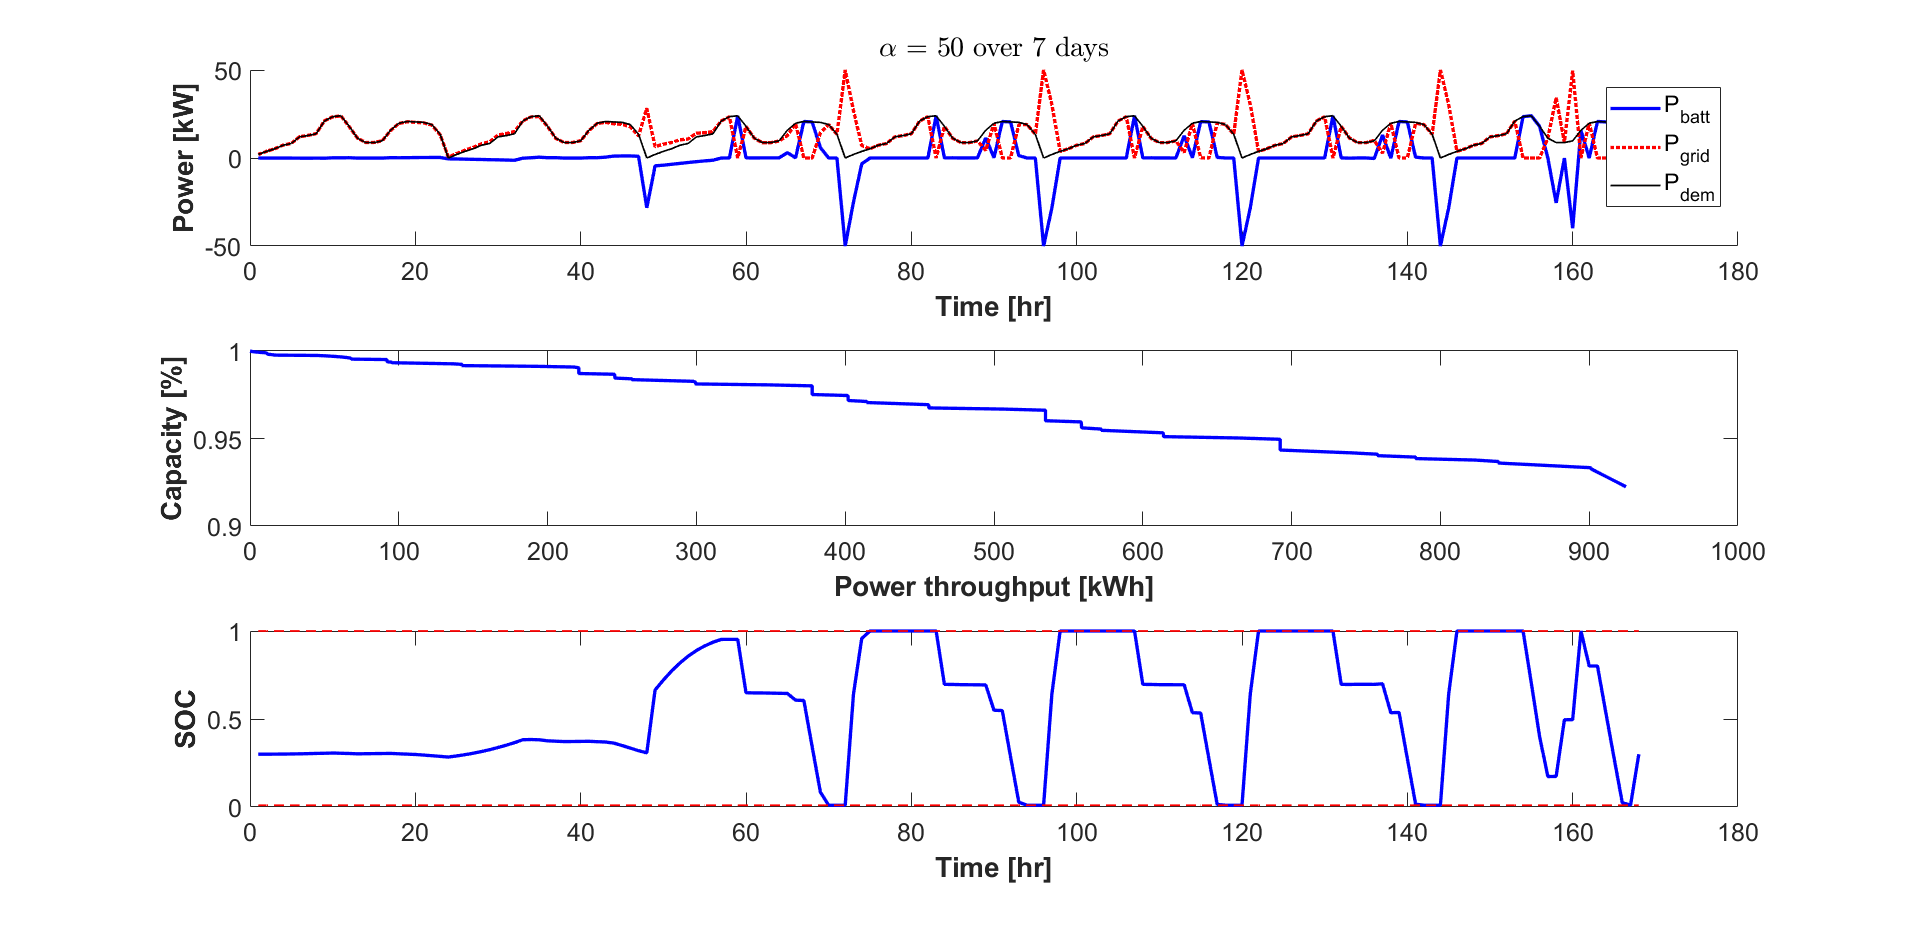 α = 50 over 7 days
50
0
-50
Power [kW]
P_batt
P_grid
P_dem
0 20 40 60 80 100 120 140 160 180
Time [hr]
1
0.95
0.9
Capacity [%]
0 100 200 300 400 500 600 700 800 900 1000
Power throughput [kWh]
1
0.5
0
SOC
0 20 40 60 80 100 120 140 160 180
Time [hr]